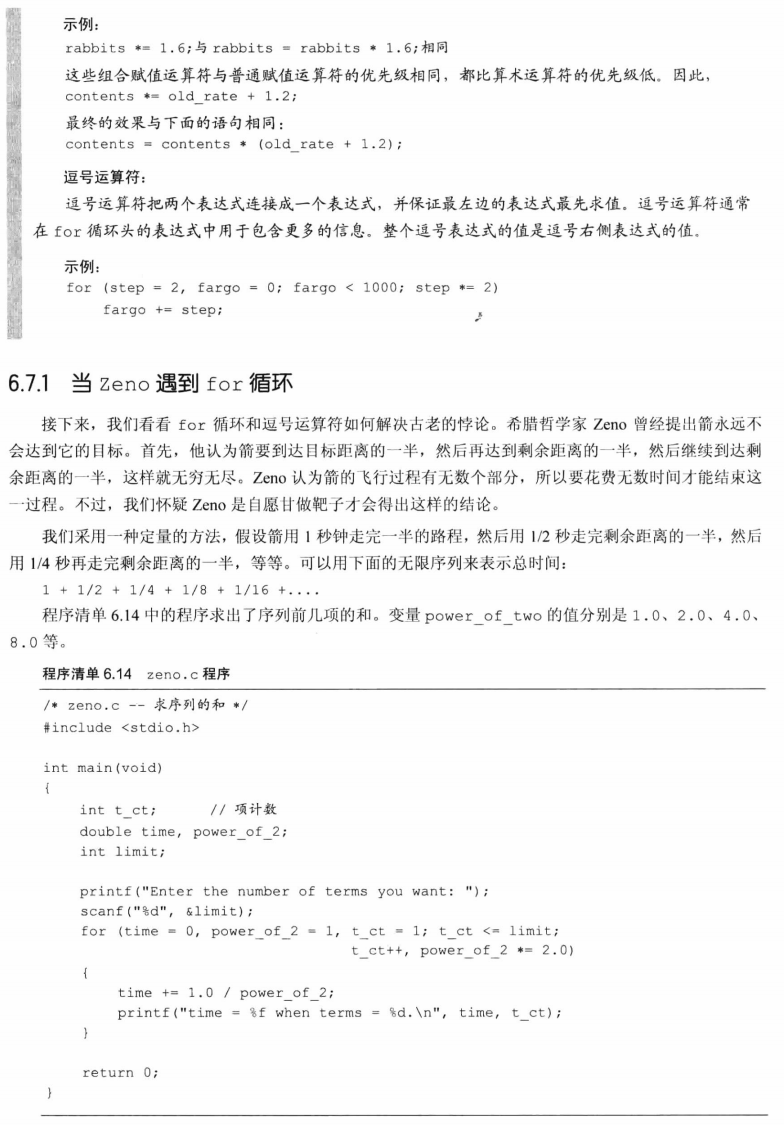 示例：
rabbits *= 1.6;与 rabbits = rabbits * 1.6;相同
这些组合赋值运算符与普通赋值运算符的优先级相同，都比算术运算符的优先级低。因此，
contents *= old_rate + 1.2;
最终的效果与下面的语句相同：
contents = contents * (old_rate + 1.2);
逗号运算符：
逗号运算符把两个表达式连接成一个表达式，并保证最左边的表达式最先求值。逗号运算符通常
在 for 循环头的表达式中用于包含更多的信息。整个逗号表达式的值是逗号右侧表达式的值。
示例：
for (step = 2, fargo = 0; fargo < 1000; step *= 2)
    fargo += step;
6.7.1 当 Zeno 遇到 for 循环
接下来，我们看看 for 循环和逗号运算符如何解决古老的悖论。希腊哲学家 Zeno 曾经提出箭永远不
会达到它的目标。首先，他认为箭要到达目标距离的一半，然后再达到剩余距离的一半，然后继续到达剩
余距离的一半，这样就无穷无尽。Zeno 认为箭的飞行过程有无数个部分，所以要花费无数时间才能结束这
一过程。不过，我们怀疑 Zeno 是自愿甘做靶子才会得出这样的结论。
我们采用一种定量的方法，假设箭用 1 秒钟走完一半的路程，然后用 1/2 秒走完剩余距离的一半，然后
用 1/4 秒再走完剩余距离的一半，等等。可以用下面的无限序列来表示总时间：
1 + 1/2 + 1/4 + 1/8 + 1/16 +....
程序清单 6.14 中的程序求出了序列前几项的和。变量 power_of_two 的值分别是 1.0、2.0、4.0、
8.0 等。
程序清单 6.14 zeno.c 程序
/* zeno.c -- 求序列的和 */
#include <stdio.h>
int main(void)
{
    int t_ct;      // 项计数
    double time, power_of_2;
    int limit;
    printf("Enter the number of terms you want: ");
    scanf("%d", &limit);
    for (time = 0, power_of_2 = 1, t_ct = 1; t_ct <= limit;
                                t_ct++, power_of_2 *= 2.0)
    {
        time += 1.0 / power_of_2;
        printf("time = %f when terms = %d.\n", time, t_ct);
    }
    return 0;
}